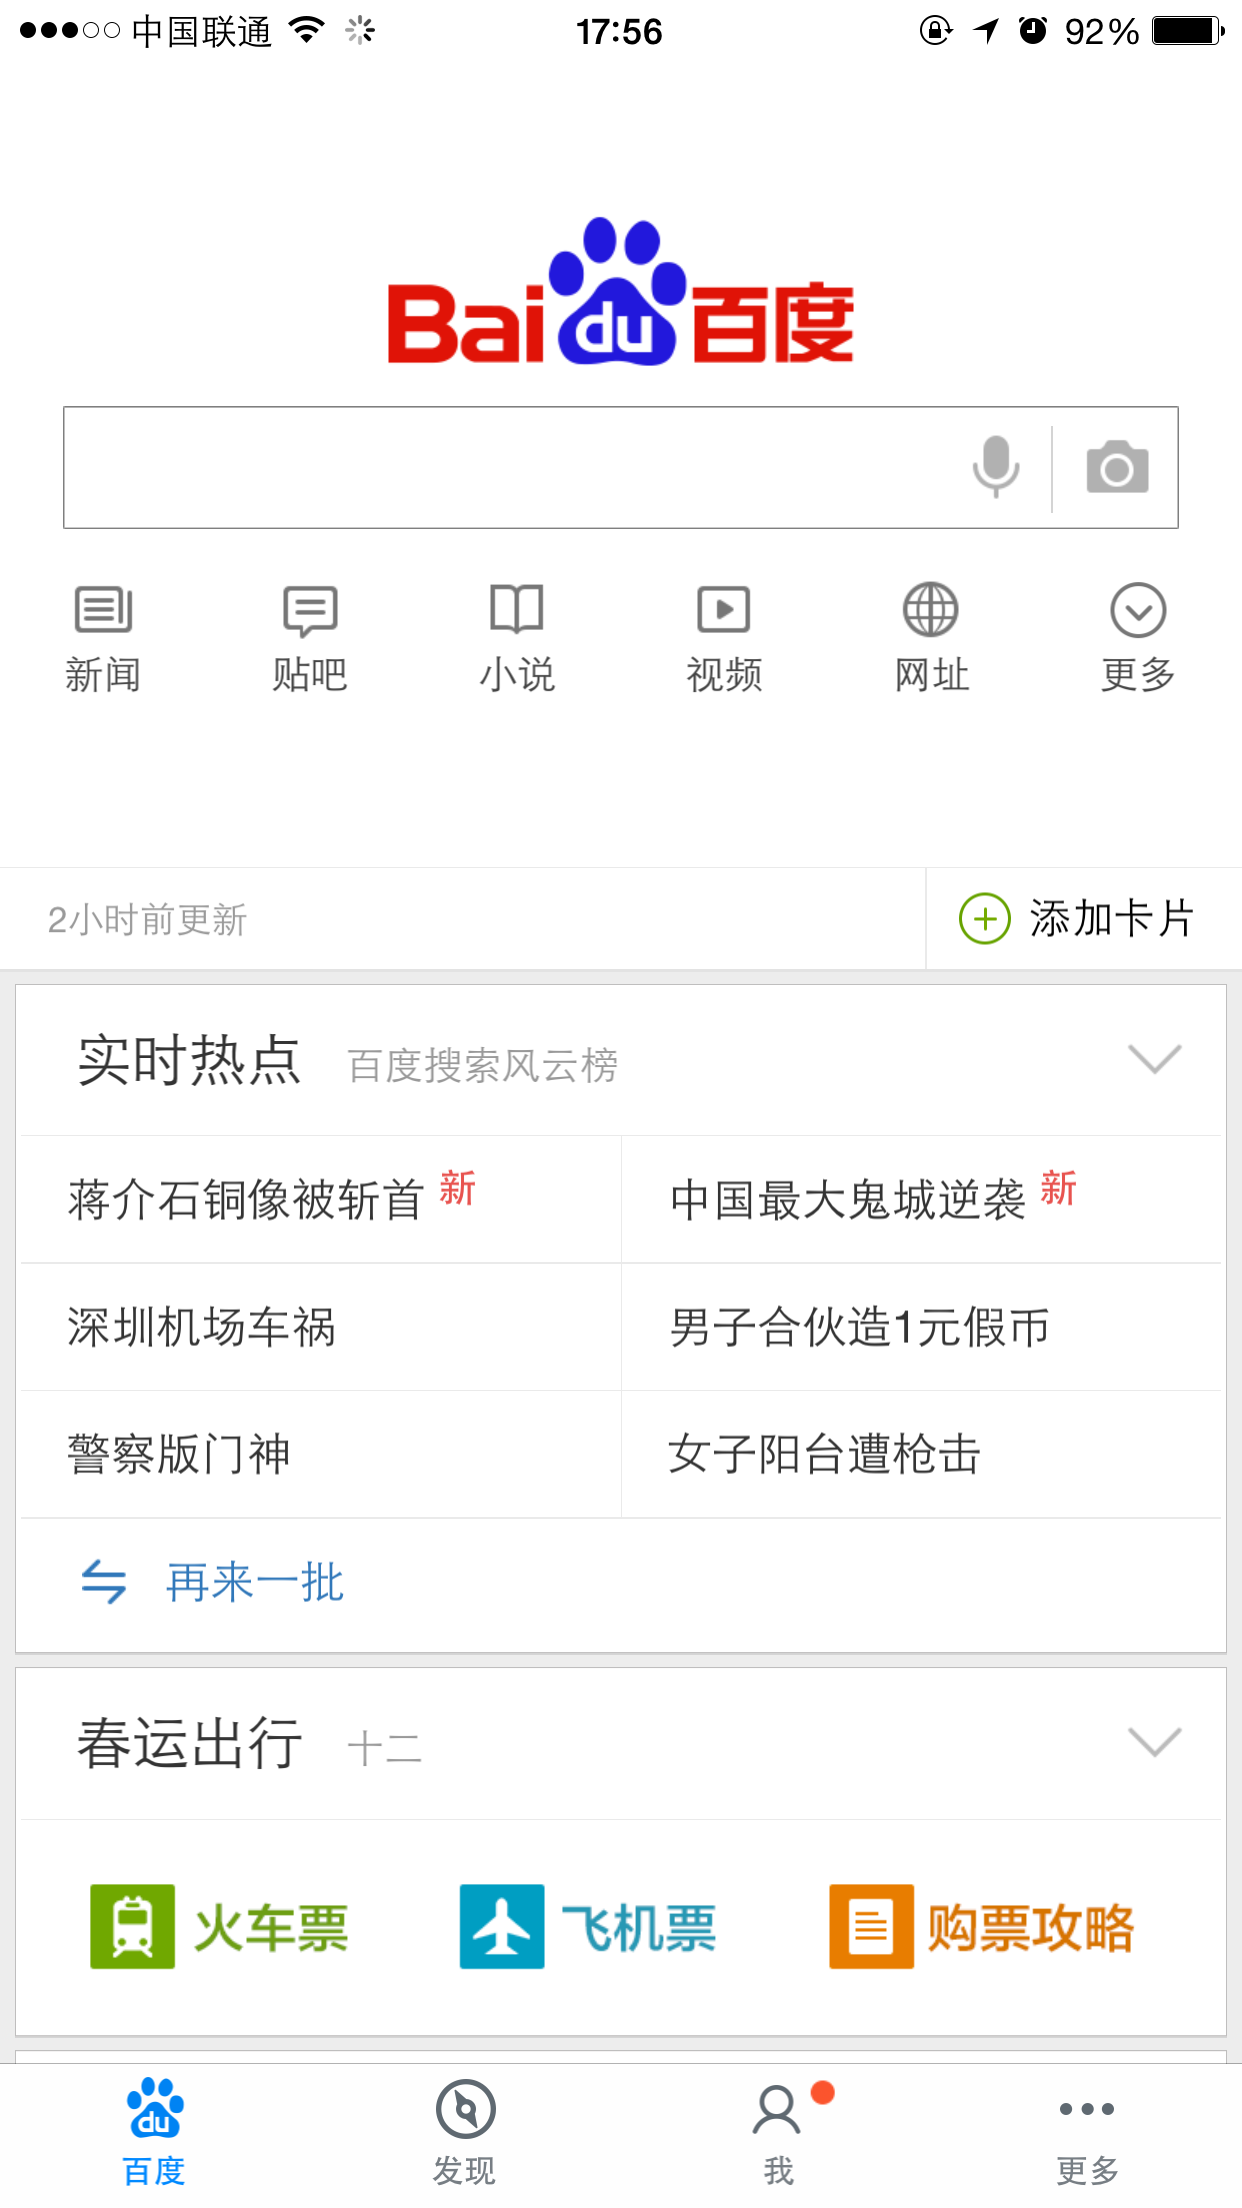 中国联通 17:56 92%
Baidu百度
新闻 贴吧 小说 视频 网址 更多
2小时前更新 添加卡片
实时热点 百度搜索风云榜
蒋介石铜像被斩首 新 中国最大鬼城逆袭 新
深圳机场车祸 男子合伙造1元假币
警察版门神 女子阳台遭枪击
再来一批
春运出行 十二
火车票 飞机票 购票攻略
du
百度 发现 我 更多